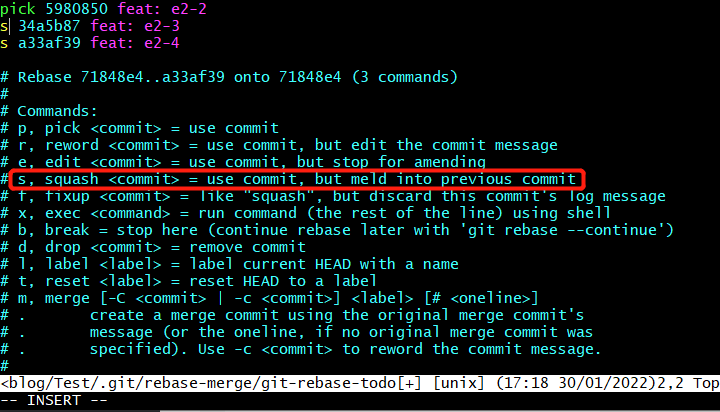 pick 5980850 feat: e2-2
s 34a5b87 feat: e2-3
s a33af39 feat: e2-4
# Rebase 71848e4..a33af39 onto 71848e4 (3 commands)
#
# Commands:
# p, pick <commit> = use commit
# r, reword <commit> = use commit, but edit the commit message
# e, edit <commit> = use commit, but stop for amending
# s, squash <commit> = use commit, but meld into previous commit
# f, fixup <commit> = like "squash", but discard this commit's log message
# x, exec <command> = run command (the rest of the line) using shell
# b, break = stop here (continue rebase later with 'git rebase --continue')
# d, drop <commit> = remove commit
# l, label <label> = label current HEAD with a name
# t, reset <label> = reset HEAD to a label
# m, merge [-C <commit> | -c <commit>] <label> [# <oneline>]
# .       create a merge commit using the original merge commit's
# .       message (or the oneline, if no original merge commit was
# .       specified). Use -c <commit> to reword the commit message.
#
<blog/Test/.git/rebase-merge/git-rebase-todo[+] [unix] (17:18 30/01/2022)2,2 Top
-- INSERT --